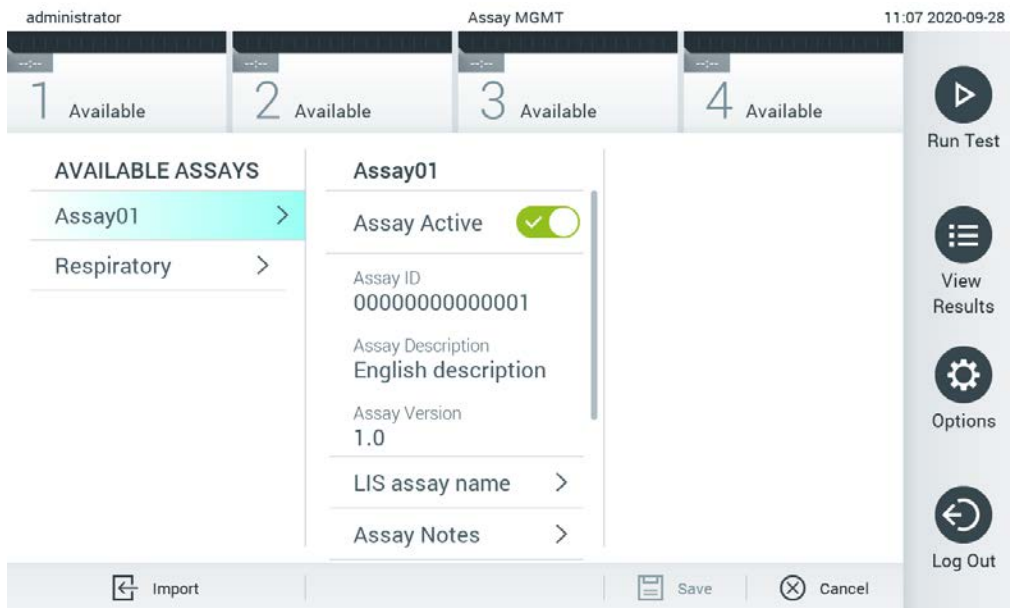 administrator
Assay MGMT
11:07 2020-09-28
--:--
--:--
--:--
--:--
1 Available
2 Available
3 Available
4 Available
Run Test
AVAILABLE ASSAYS
Assay01
Respiratory
Assay01
Assay Active
Assay ID
00000000000001
Assay Description
English description
Assay Version
1.0
LIS assay name
Assay Notes
View
Results
Options
Log Out
Import
Save
Cancel